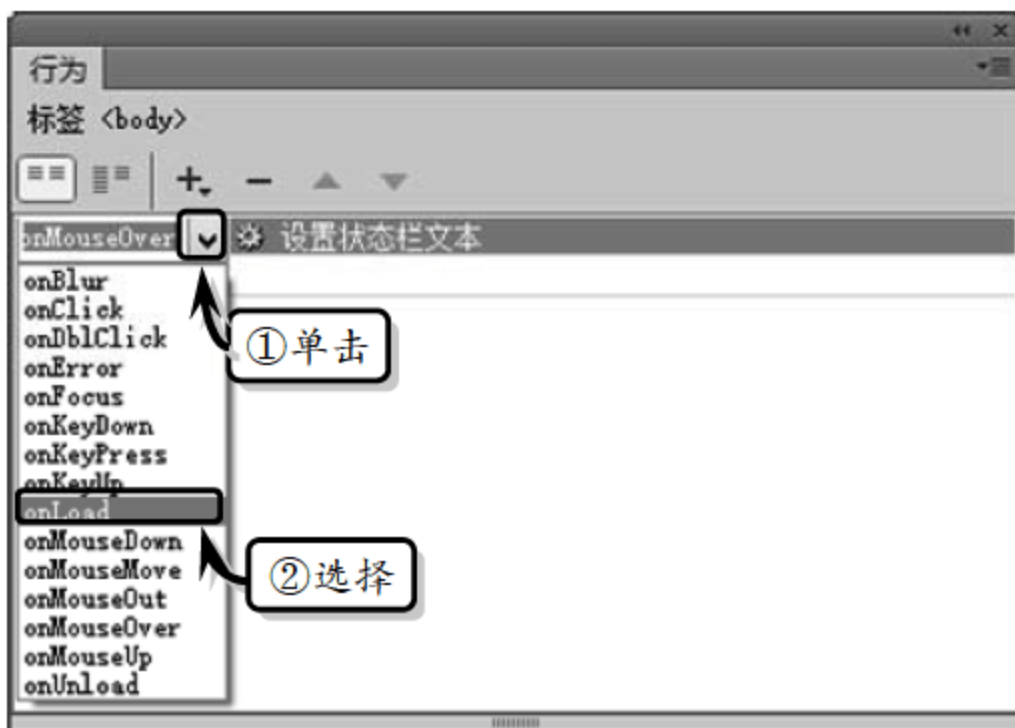 行为
标签 <body>
onMouseOver 设置状态栏文本
onBlur
onClick
onDblClick
①单击
onError
onFocus
onKeyDown
onKeyPress
onKeyUp
onLoad
onMouseDown
onMouseMove
②选择
onMouseOut
onMouseOver
onMouseUp
onUnload